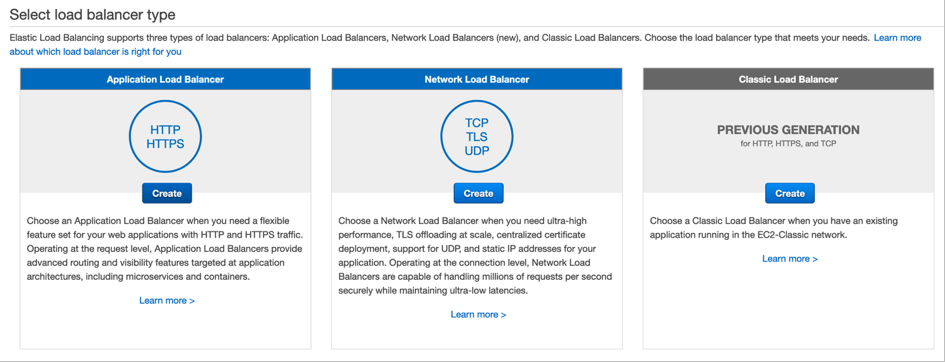 Select load balancer type
Elastic Load Balancing supports three types of load balancers: Application Load Balancers, Network Load Balancers (new), and Classic Load Balancers. Choose the load balancer type that meets your needs. Learn more
about which load balancer is right for you
Application Load Balancer
HTTP
HTTPS
Create
Choose an Application Load Balancer when you need a flexible
feature set for your web applications with HTTP and HTTPS traffic.
Operating at the request level, Application Load Balancers provide
advanced routing and visibility features targeted at application
architectures, including microservices and containers.
Learn more >
Network Load Balancer
TCP
TLS
UDP
Create
Choose a Network Load Balancer when you need ultra-high
performance, TLS offloading at scale, centralized certificate
deployment, support for UDP, and static IP addresses for your
application. Operating at the connection level, Network Load
Balancers are capable of handling millions of requests per second
securely while maintaining ultra-low latencies.
Learn more >
Classic Load Balancer
PREVIOUS GENERATION
for HTTP, HTTPS, and TCP
Create
Choose a Classic Load Balancer when you have an existing
application running in the EC2-Classic network.
Learn more >